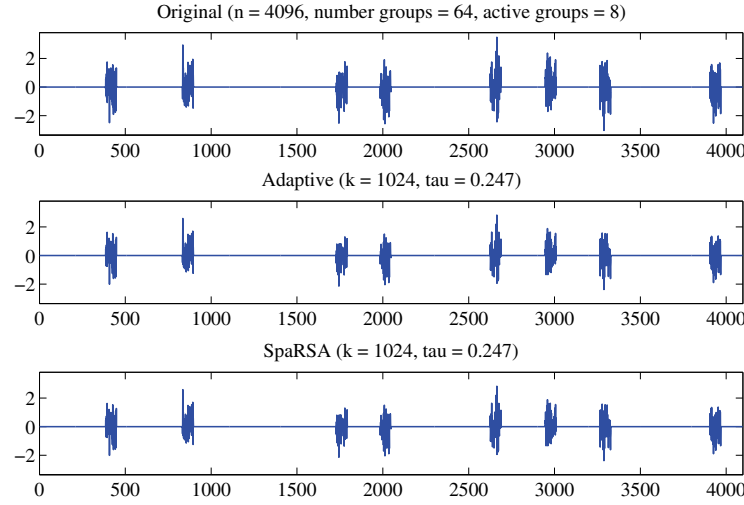 Original (n = 4096, number groups = 64, active groups = 8)
2
0
−2
0 500 1000 1500 2000 2500 3000 3500 4000
Adaptive (k = 1024, tau = 0.247)
2
0
−2
0 500 1000 1500 2000 2500 3000 3500 4000
SpaRSA (k = 1024, tau = 0.247)
2
0
−2
0 500 1000 1500 2000 2500 3000 3500 4000